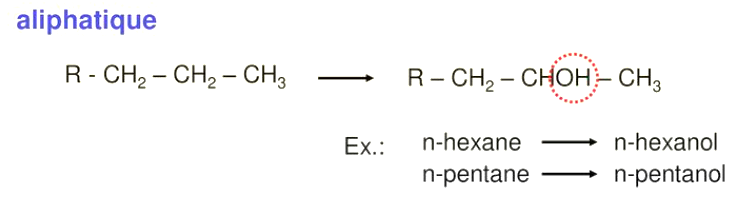 aliphatique
R - CH₂ – CH₂ – CH₃ → R – CH₂ – CHOH – CH₃
Ex.: n-hexane → n-hexanol
n-pentane → n-pentanol